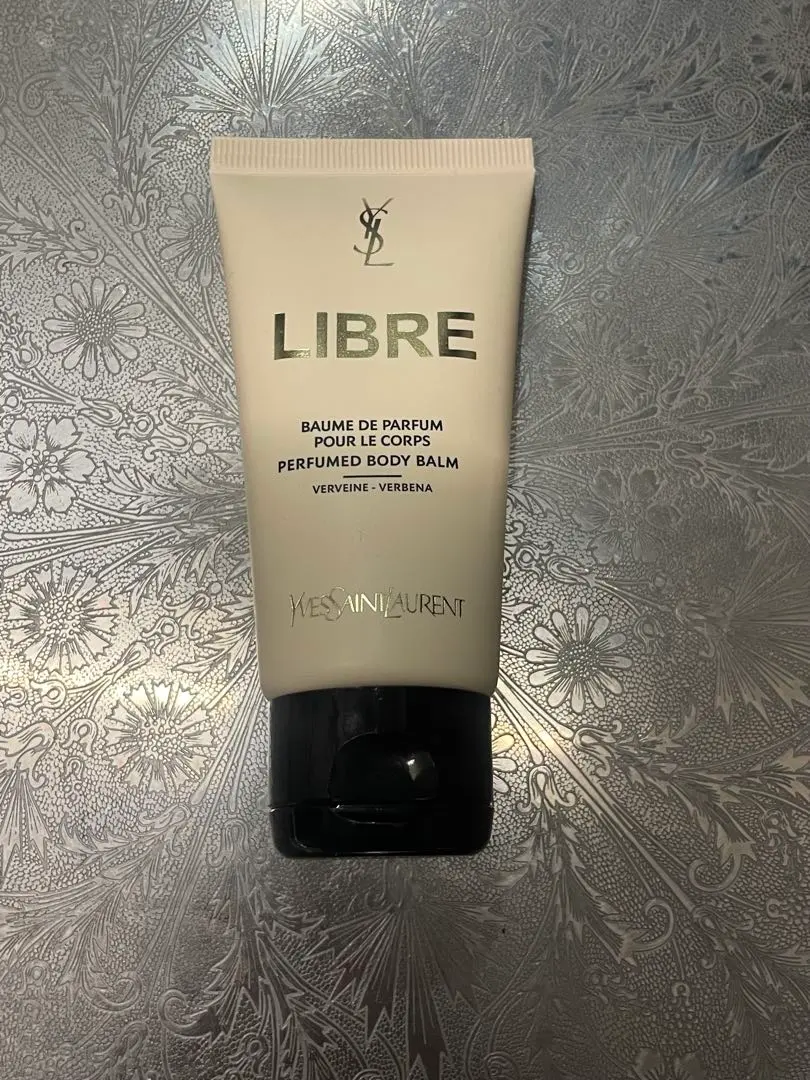 YSL
LIBRE
BAUME DE PARFUM
POUR LE CORPS
PERFUMED BODY BALM
VERVEINE - VERBENA
YVESSAINTLAURENT